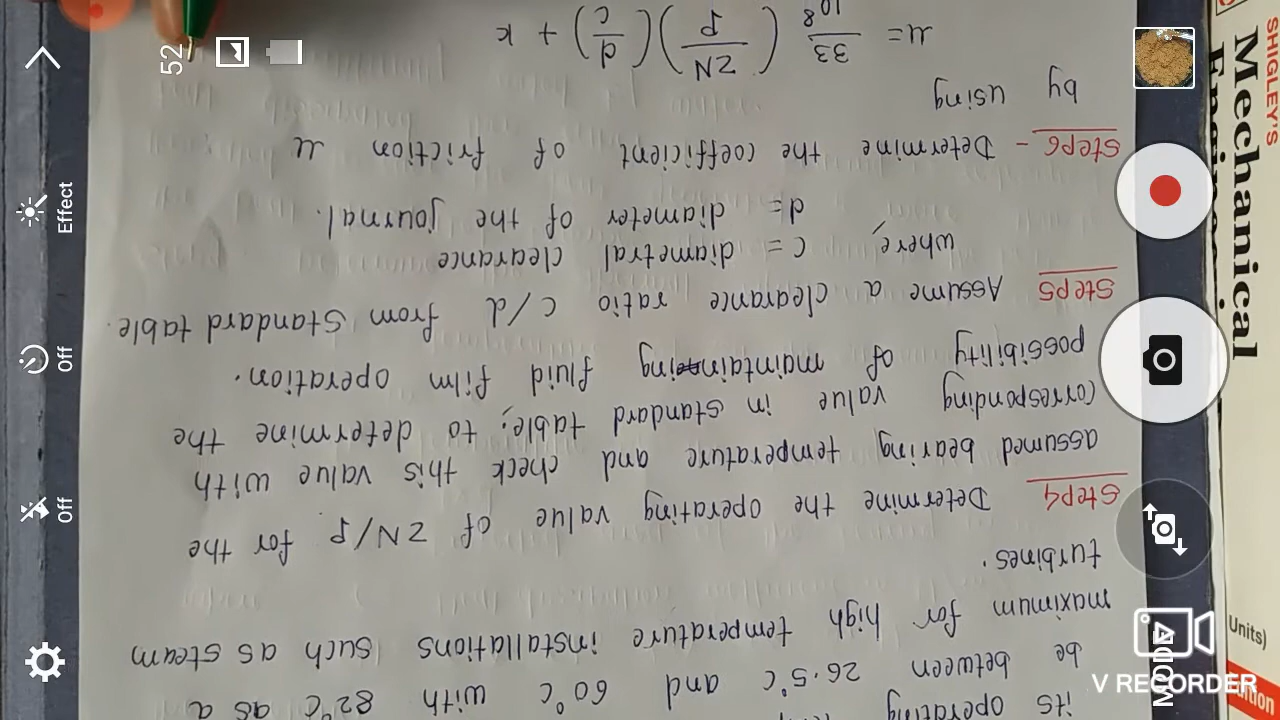 its operating
be between 26.5°C and 60°C with 82°C as a
maximum for high temperature installations such as steam
turbines.
Step4 Determine the operating value of ZN/P for the
assumed bearing temperature and check this value with
corresponding value in standard table; to determine the
possibility of maintaining fluid film operation.
Step5 Assume a clearance ratio c/d from standard table.
where, c = diametral clearance
d = diameter of the journal.
Step6 - Determine the coefficient of friction μ
by using
μ = 33/10⁸ (ZN/P) (d/c) + k
SHIGLEY'S
Mechanical
Units)
52
Effect
Off
Off
MODE
V RECORDER